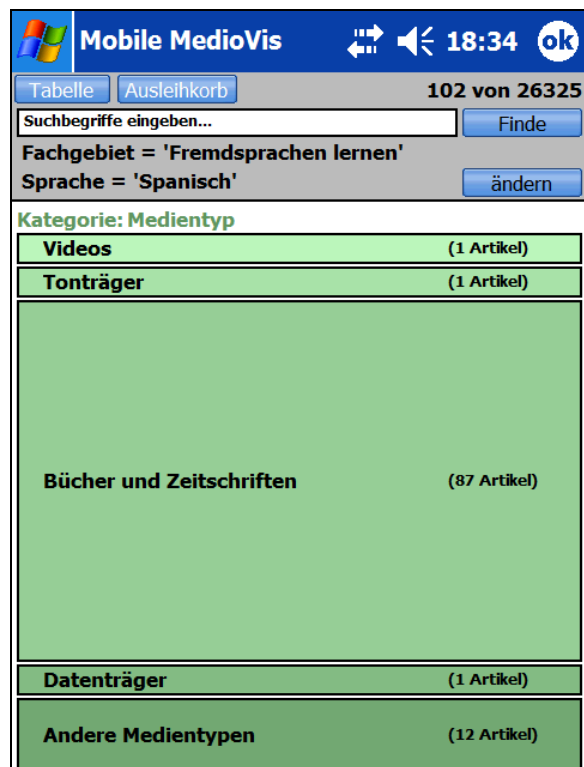 Mobile MedioVis 18:34 ok
Tabelle Ausleihkorb 102 von 26325
Suchbegriffe eingeben... Finde
Fachgebiet = 'Fremdsprachen lernen'
Sprache = 'Spanisch' ändern
Kategorie: Medientyp
Videos (1 Artikel)
Tonträger (1 Artikel)
Bücher und Zeitschriften (87 Artikel)
Datenträger (1 Artikel)
Andere Medientypen (12 Artikel)